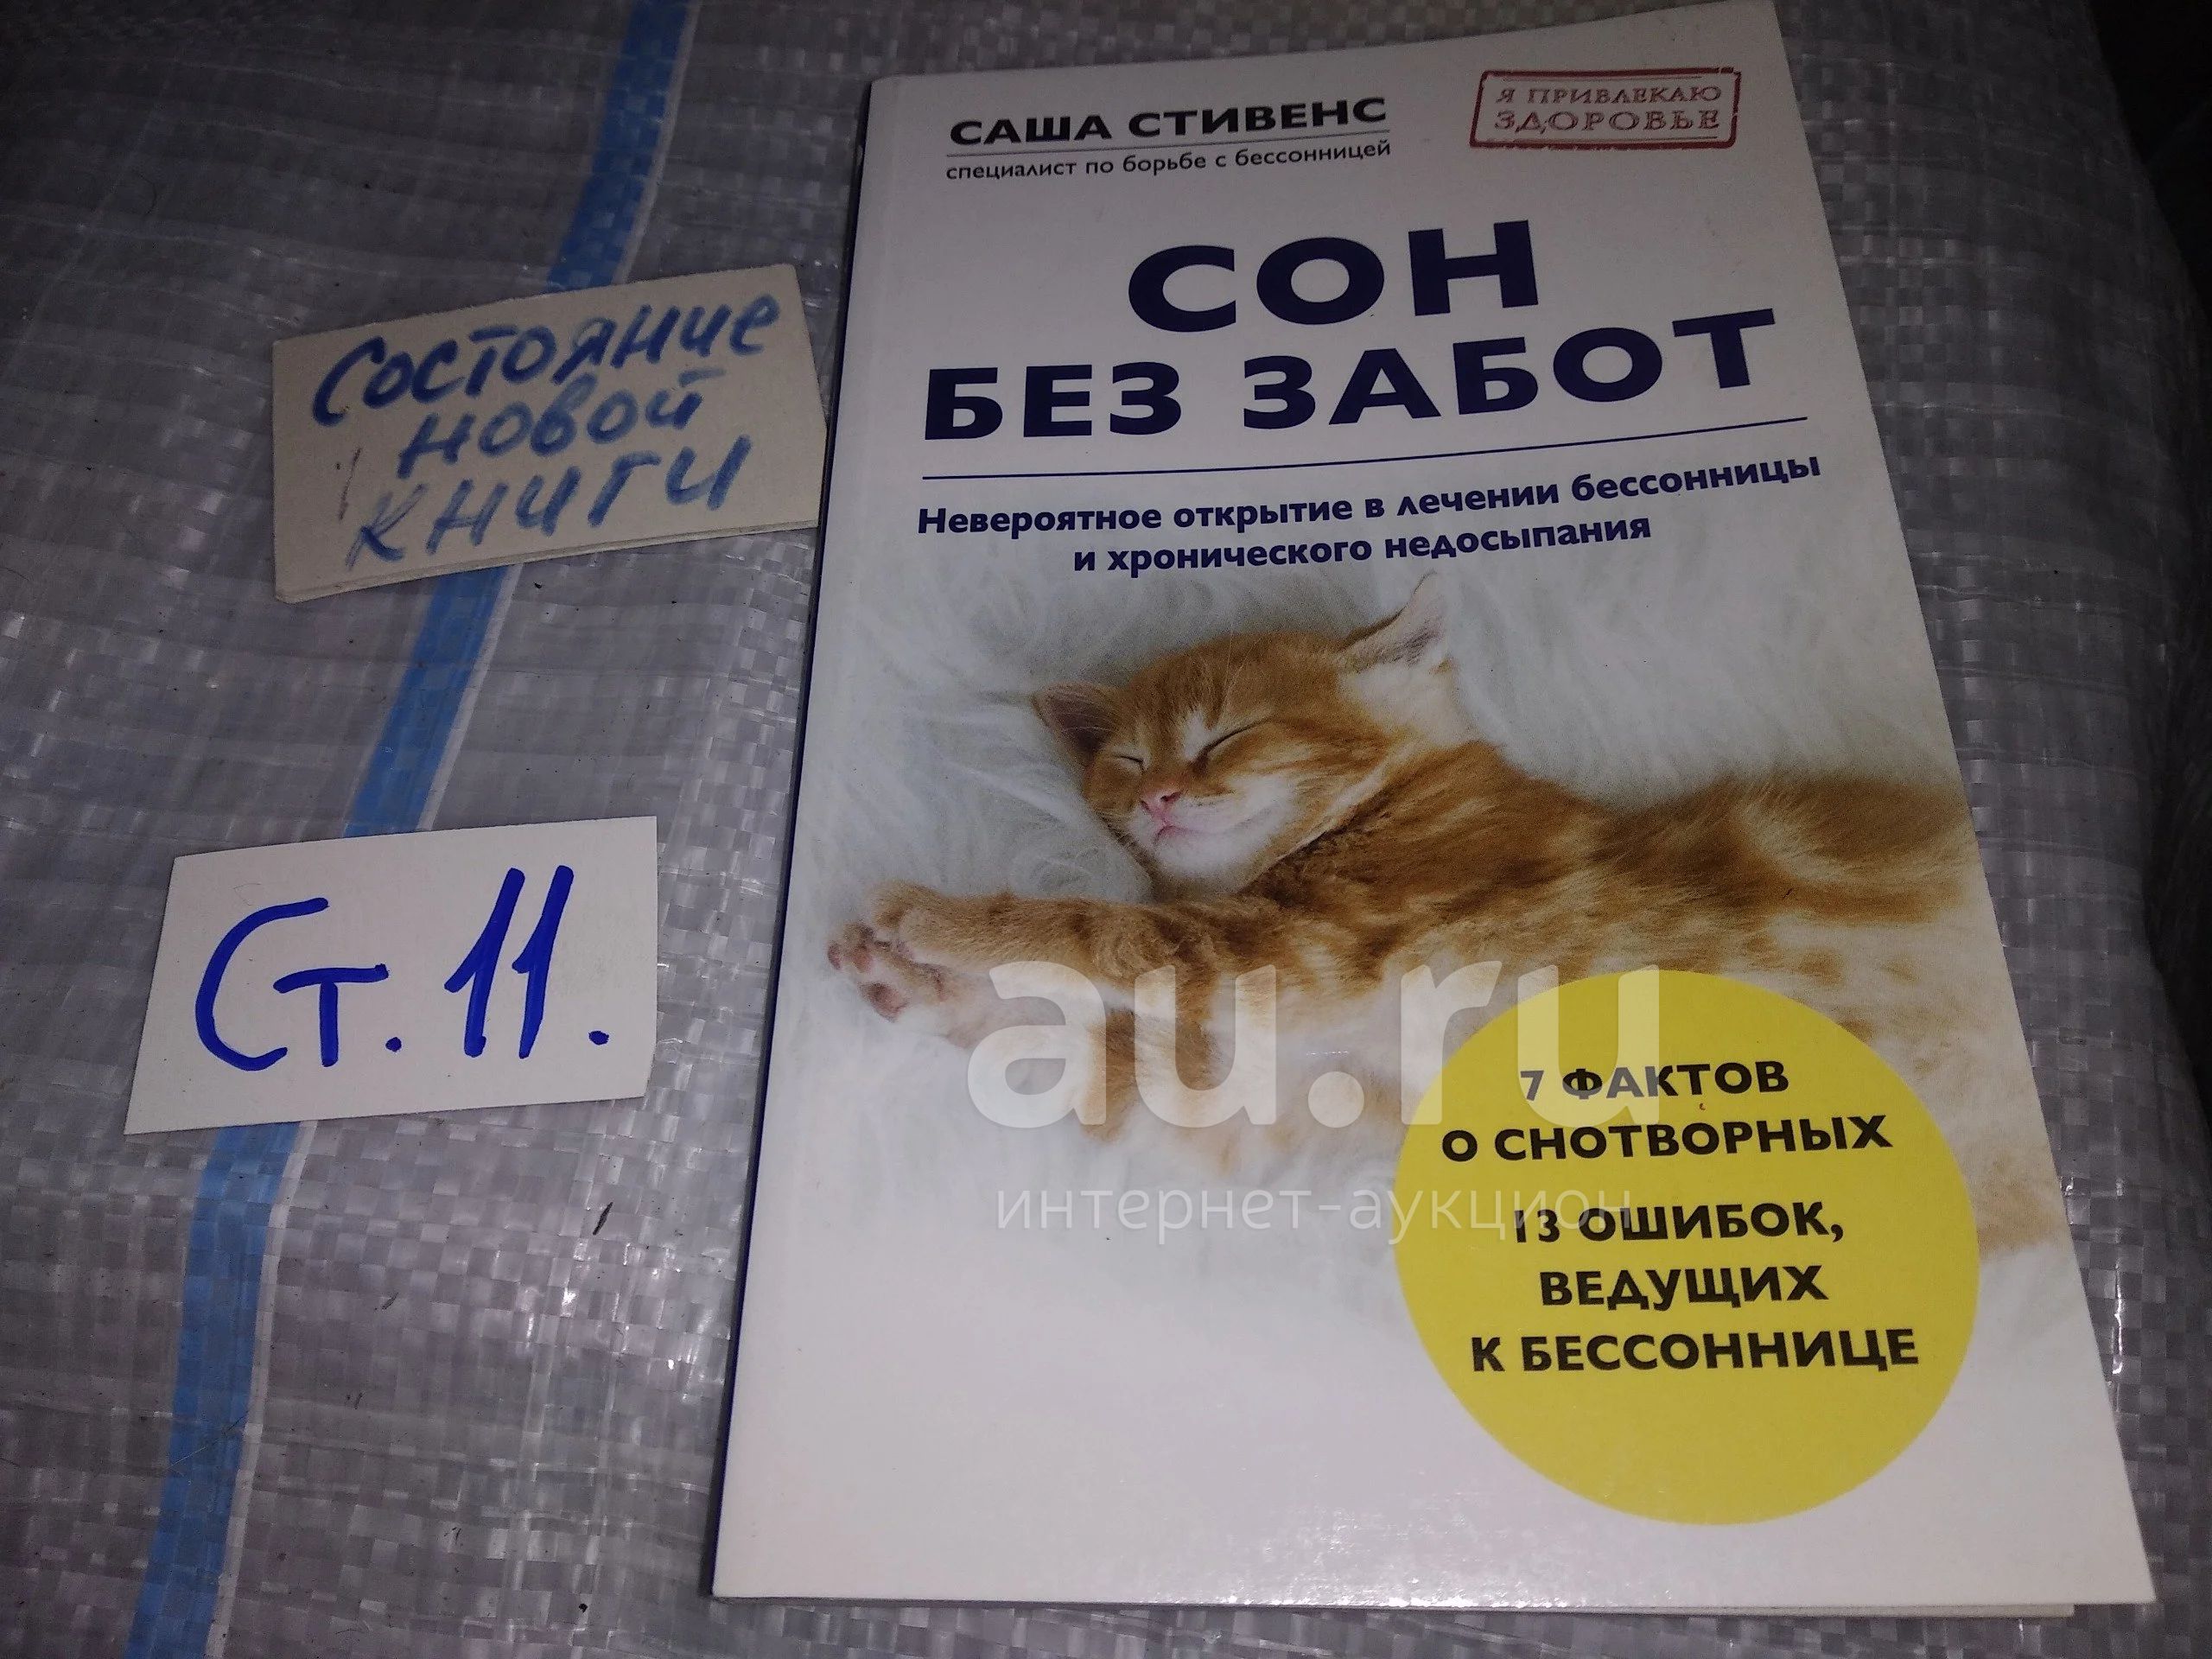 САША СТИВЕНС
специалист по борьбе с бессонницей
Я ПРИВЛЕКАЮ
ЗДОРОВЬЕ
СОН
БЕЗ ЗАБОТ
Невероятное открытие в лечении бессонницы
и хронического недосыпания
Состояние
новой
книги
Ст. 11.
au.ru
интернет-аукцион
7 ФАКТОВ
О СНОТВОРНЫХ
13 ОШИБОК,
ВЕДУЩИХ
К БЕССОННИЦЕ